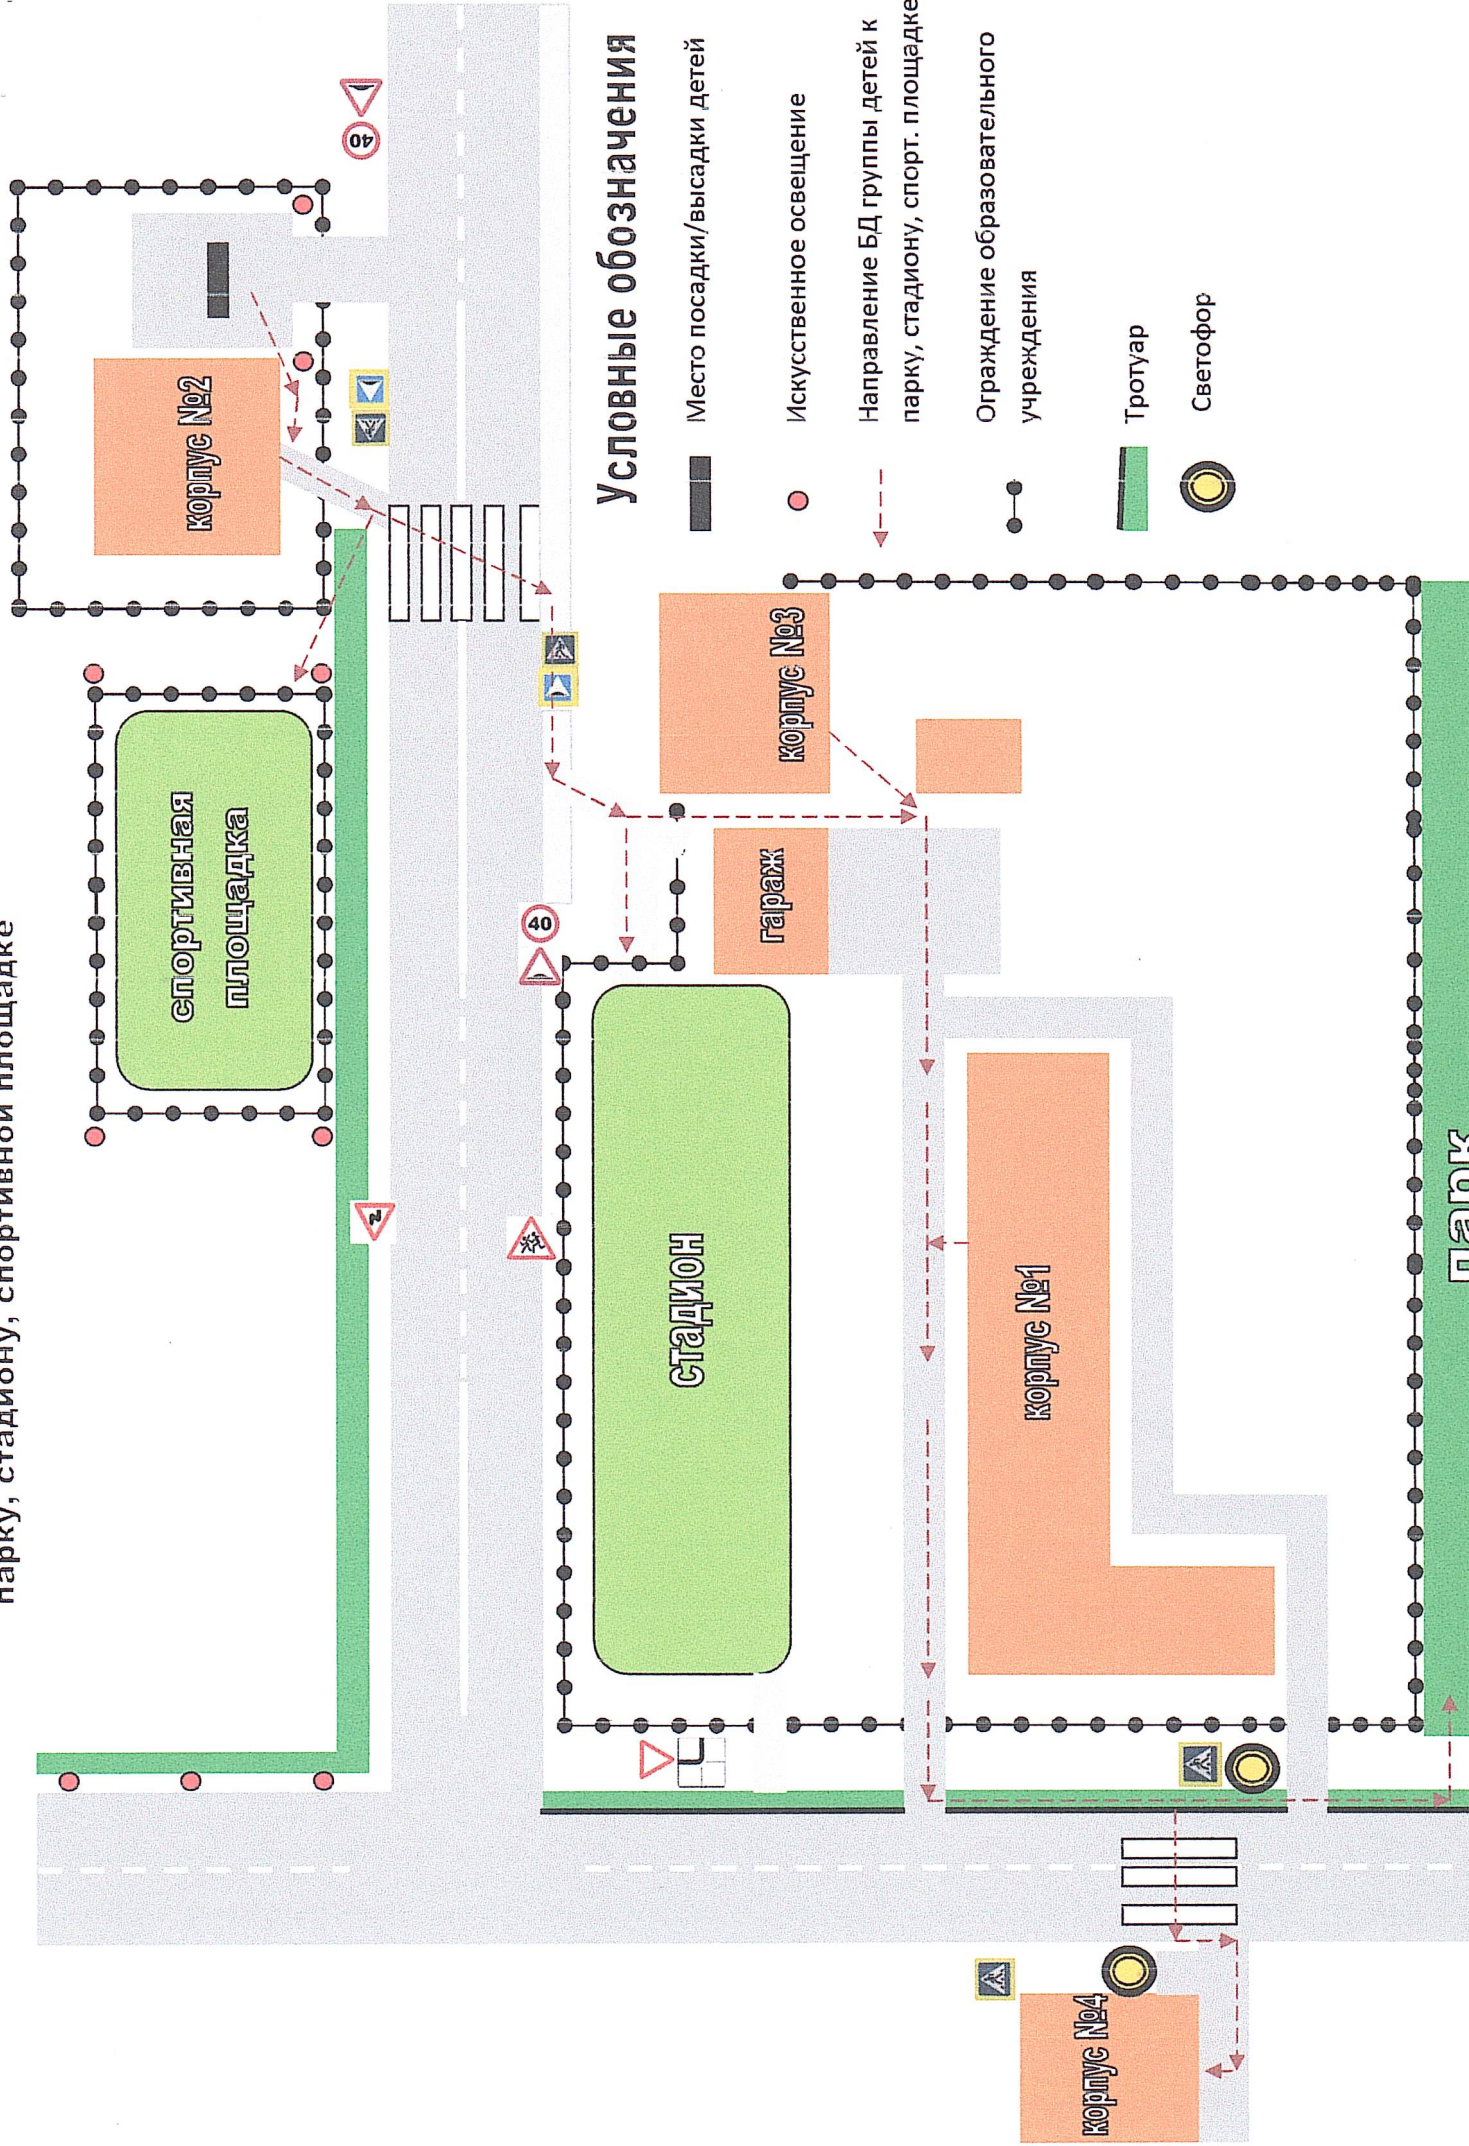 парку, стадиону, спортивной площадке
спортивная
площадка
корпус №2
40
40
стадион
гараж
корпус №3
корпус №1
корпус №4
парк
Условные обозначения
Место посадки/высадки детей
Искусственное освещение
Направление БД группы детей к
парку, стадиону, спорт. площадке
Ограждение образовательного
учреждения
Тротуар
Светофор